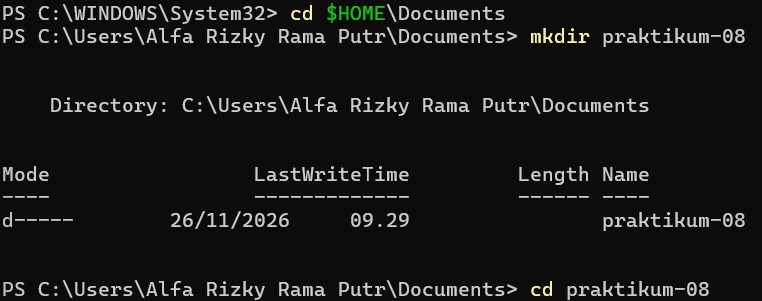 PS C:\WINDOWS\System32> cd $HOME\Documents
PS C:\Users\Alfa Rizky Rama Putr\Documents> mkdir praktikum-08
Directory: C:\Users\Alfa Rizky Rama Putr\Documents
Mode LastWriteTime Length Name
---- ------------- ------ ----
d----- 26/11/2026 09.29 praktikum-08
PS C:\Users\Alfa Rizky Rama Putr\Documents> cd praktikum-08